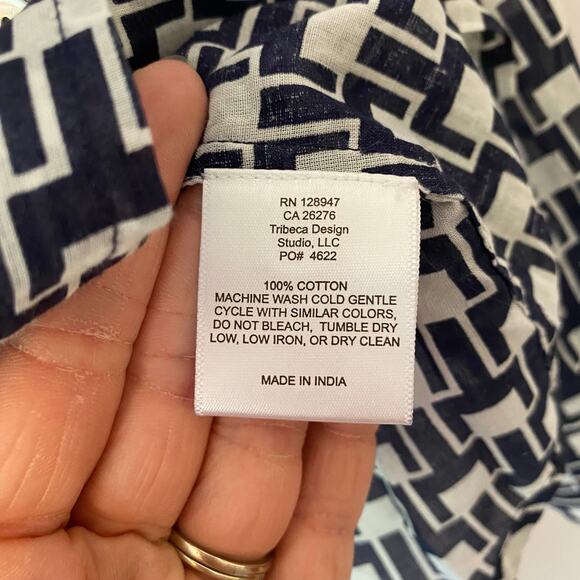 RN 128947
CA 26276
Tribeca Design
Studio, LLC
PO# 4622
100% COTTON
MACHINE WASH COLD GENTLE
CYCLE WITH SIMILAR COLORS,
DO NOT BLEACH, TUMBLE DRY
LOW, LOW IRON, OR DRY CLEAN
MADE IN INDIA